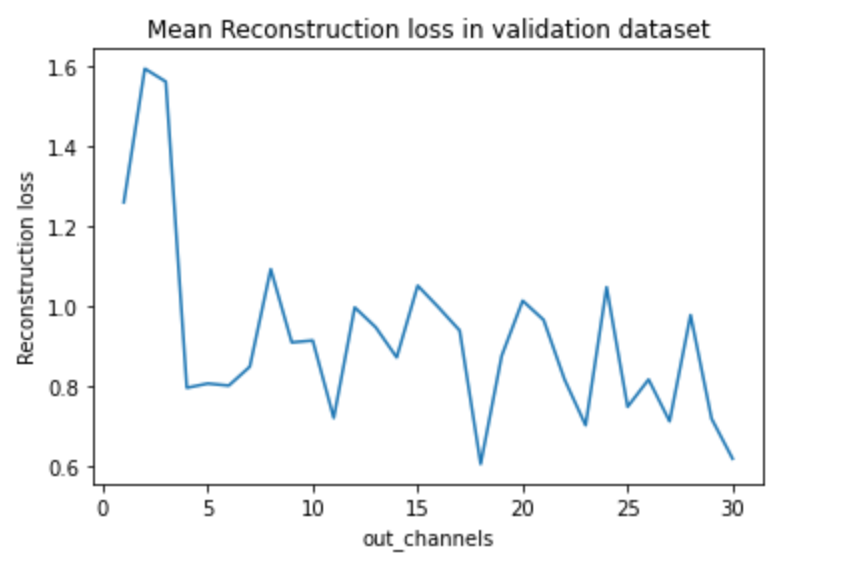 Mean Reconstruction loss in validation dataset
1.6
1.4
1.2
1.0
0.8
0.6
Reconstruction loss
0 5 10 15 20 25 30
out_channels